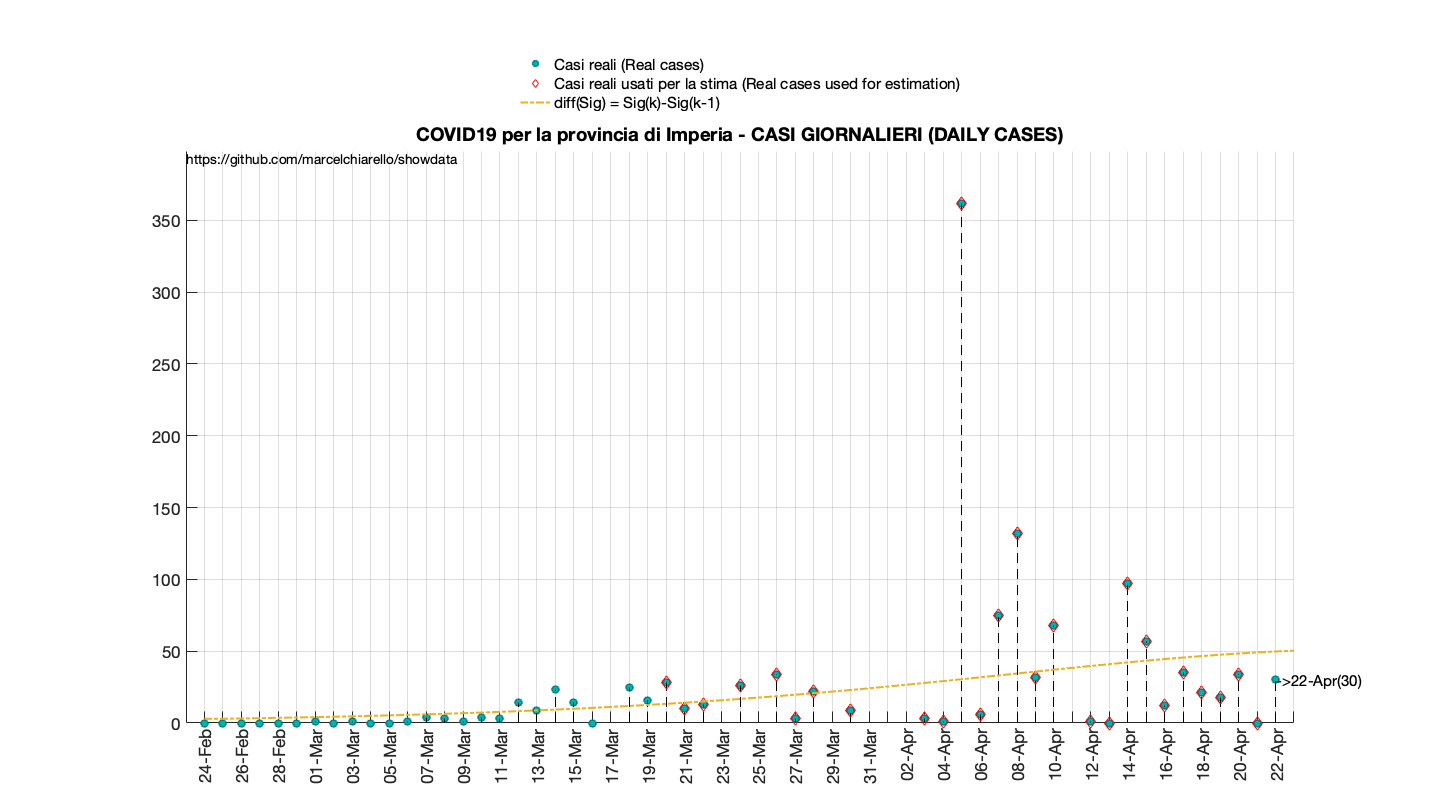 Casi reali (Real cases)
Casi reali usati per la stima (Real cases used for estimation)
diff(Sig) = Sig(k)-Sig(k-1)
COVID19 per la provincia di Imperia - CASI GIORNALIERI (DAILY CASES)
https://github.com/marcelchiarello/showdata
350
300
250
200
150
100
50
0
->22-Apr(30)
24-Feb
26-Feb
28-Feb
01-Mar
03-Mar
05-Mar
07-Mar
09-Mar
11-Mar
13-Mar
15-Mar
17-Mar
19-Mar
21-Mar
23-Mar
25-Mar
27-Mar
29-Mar
31-Mar
02-Apr
04-Apr
06-Apr
08-Apr
10-Apr
12-Apr
14-Apr
16-Apr
18-Apr
20-Apr
22-Apr